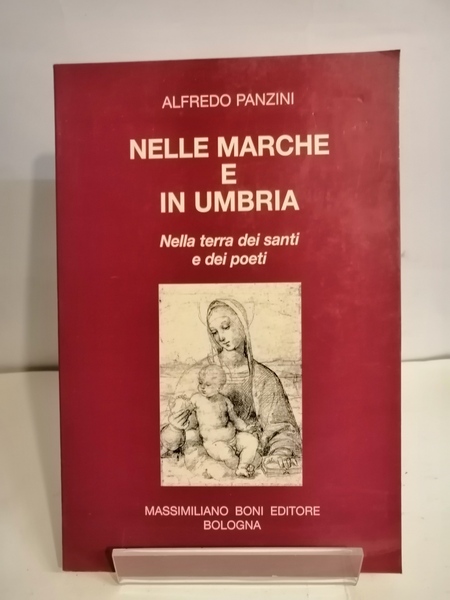 ALFREDO PANZINI
NELLE MARCHE
E
IN UMBRIA
Nella terra dei santi
e dei poeti
MASSIMILIANO BONI EDITORE
BOLOGNA